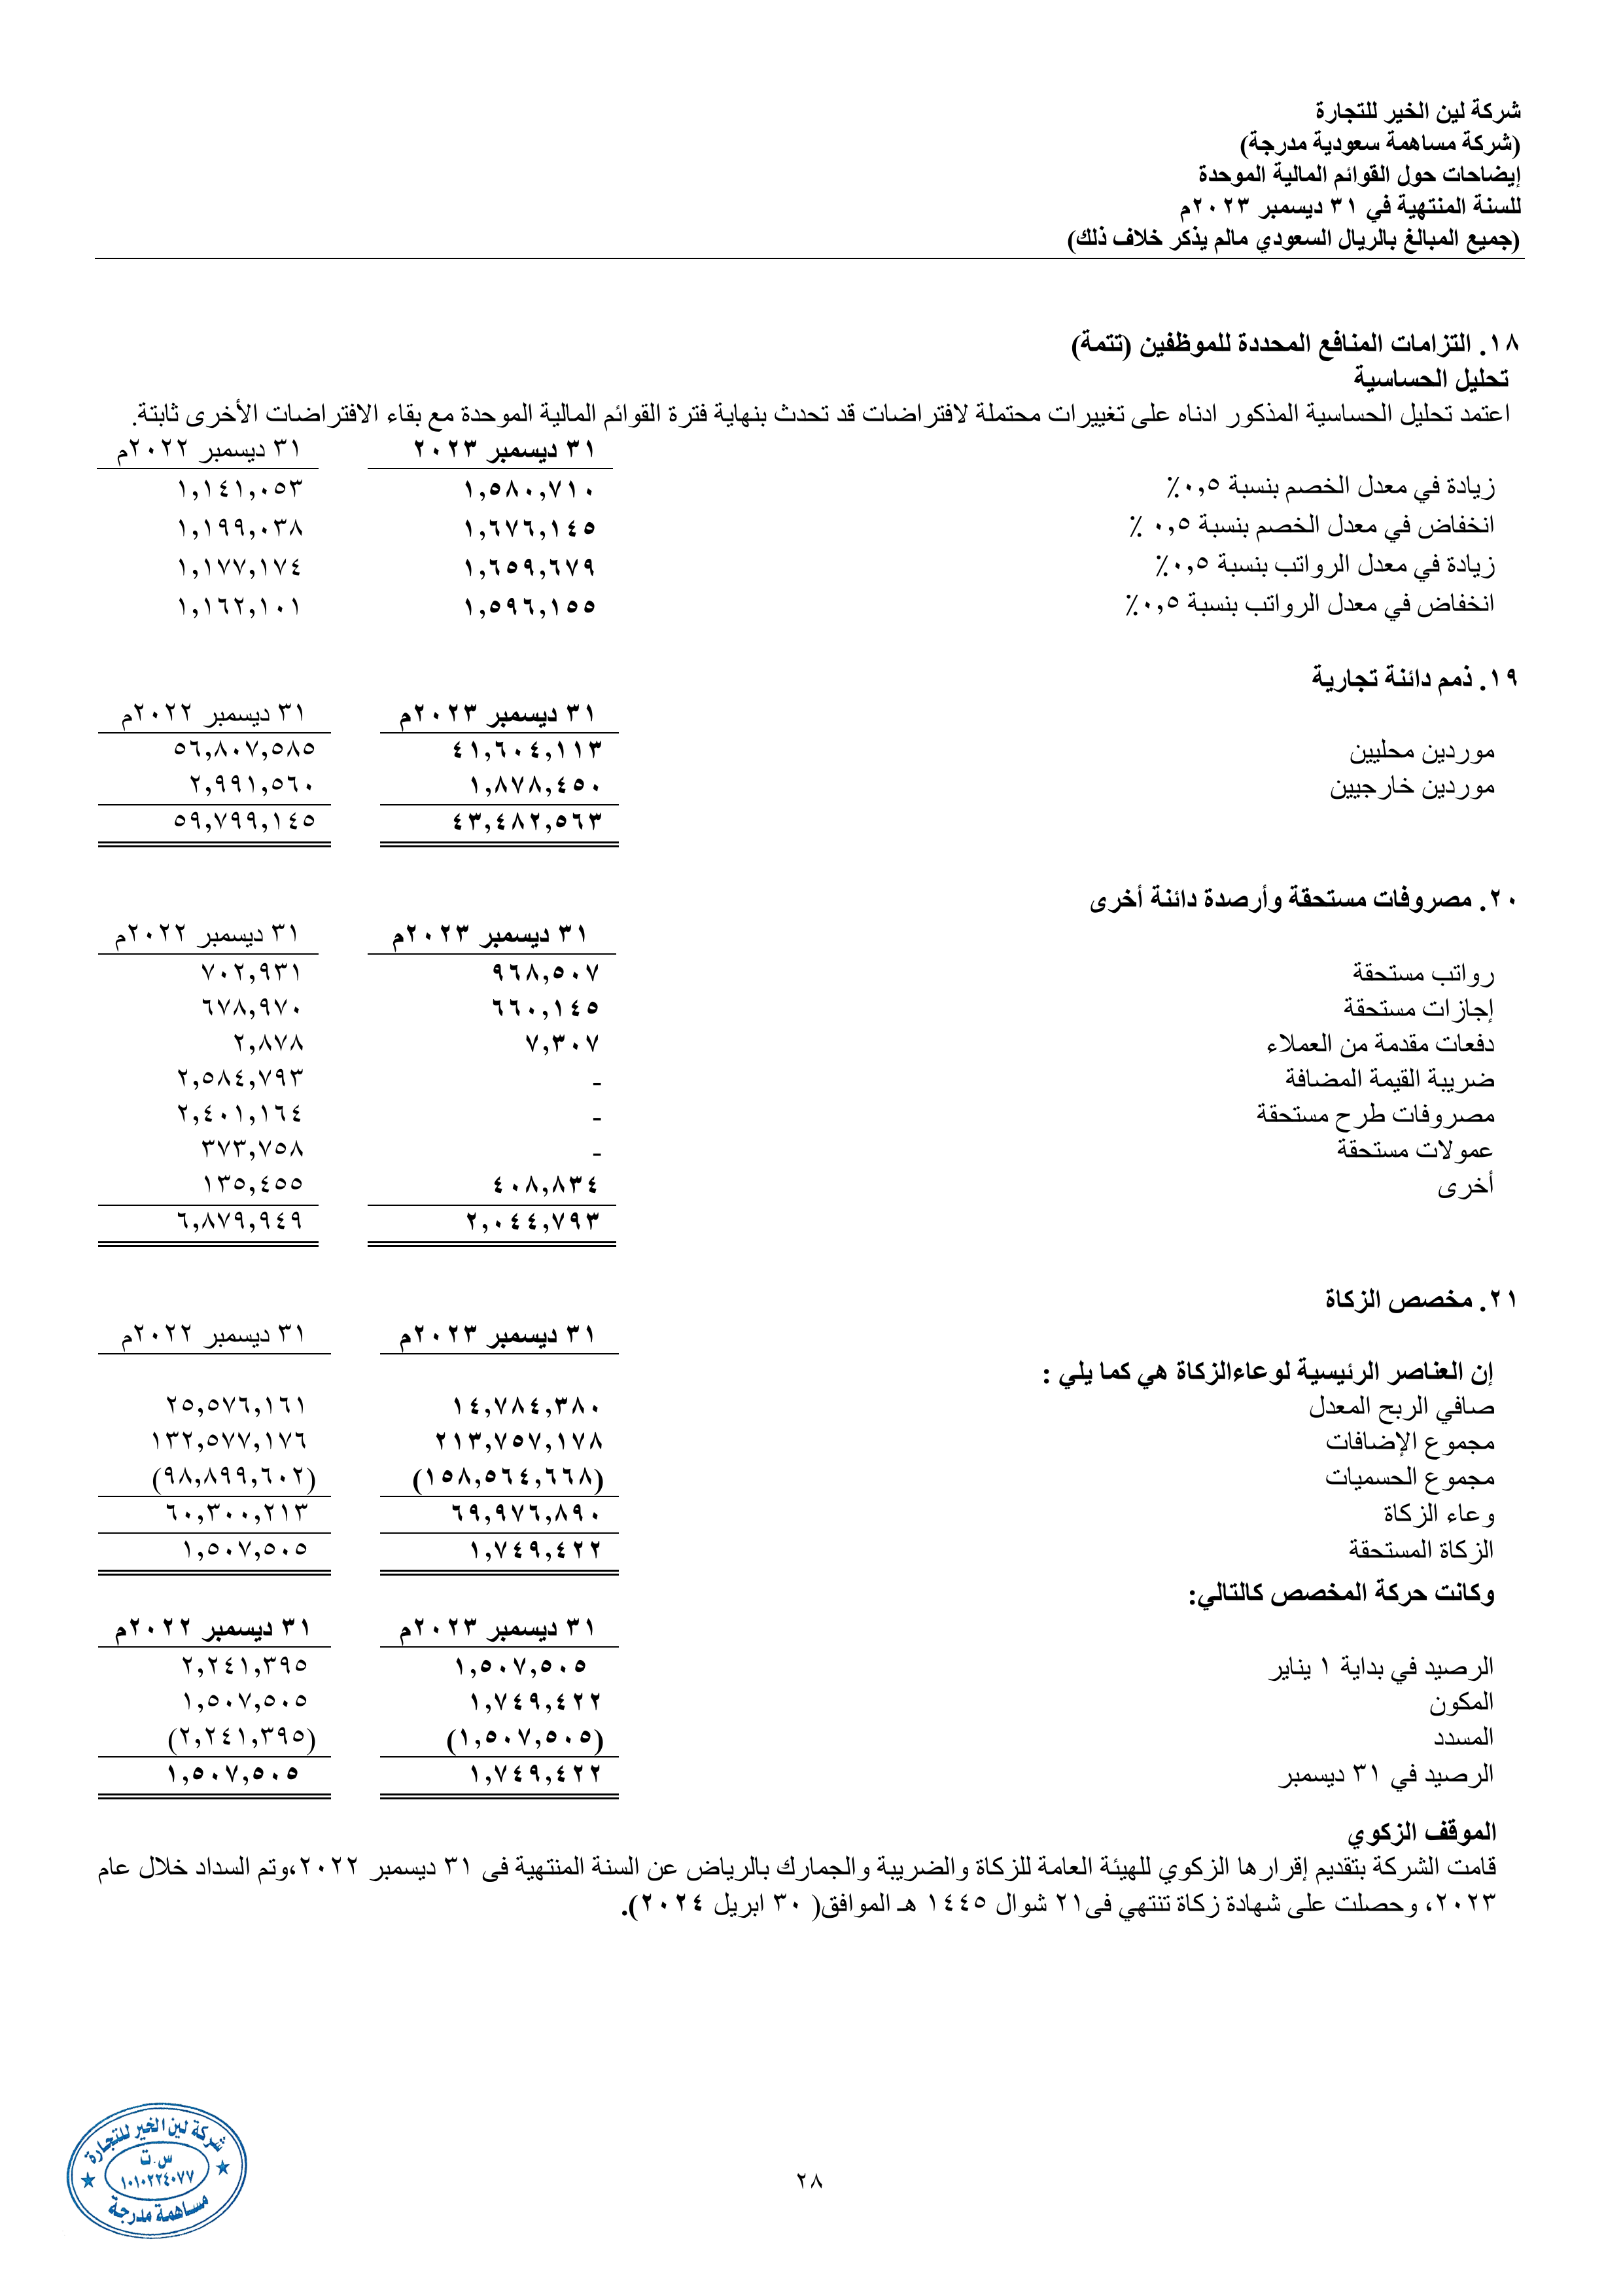 شركة لين الخير للتجارة
(شركة مساهمة سعودية مدرجة)
إيضاحات حول القوائم المالية الموحدة
للسنة المنتهية في ٣١ ديسمبر ٢٠٢٣م
(جميع المبالغ بالريال السعودي مالم يذكر خلاف ذلك)
١٨. التزامات المنافع المحددة للموظفين (تتمة)
تحليل الحساسية
اعتمد تحليل الحساسية المذكور ادناه على تغييرات محتملة لافتراضات قد تحدث بنهاية فترة القوائم المالية الموحدة مع بقاء الافتراضات الأخرى ثابتة.
٣١ ديسمبر ٢٠٢٣ ٣١ ديسمبر ٢٠٢٢م
زيادة في معدل الخصم بنسبة ٠,٥٪ ١,٥٨٠,٧١٠ ١,١٤١,٠٥٣
انخفاض في معدل الخصم بنسبة ٠,٥ ٪ ١,٦٧٦,١٤٥ ١,١٩٩,٠٣٨
زيادة في معدل الرواتب بنسبة ٠,٥٪ ١,٦٥٩,٦٧٩ ١,١٧٧,١٧٤
انخفاض في معدل الرواتب بنسبة ٠,٥٪ ١,٥٩٦,١٥٥ ١,١٦٢,١٠١
١٩. ذمم دائنة تجارية
٣١ ديسمبر ٢٠٢٣م ٣١ ديسمبر ٢٠٢٢م
موردين محليين ٤١,٦٠٤,١١٣ ٥٦,٨٠٧,٥٨٥
موردين خارجيين ١,٨٧٨,٤٥٠ ٢,٩٩١,٥٦٠
٤٣,٤٨٢,٥٦٣ ٥٩,٧٩٩,١٤٥
٢٠. مصروفات مستحقة وأرصدة دائنة أخرى
٣١ ديسمبر ٢٠٢٣م ٣١ ديسمبر ٢٠٢٢م
رواتب مستحقة ٩٦٨,٥٠٧ ٧٠٢,٩٣١
إجازات مستحقة ٦٦٠,١٤٥ ٦٧٨,٩٧٠
دفعات مقدمة من العملاء ٧,٣٠٧ ٢,٨٧٨
ضريبة القيمة المضافة - ٢,٥٨٤,٧٩٣
مصروفات طرح مستحقة - ٢,٤٠١,١٦٤
عمولات مستحقة - ٣٧٣,٧٥٨
أخرى ٤٠٨,٨٣٤ ١٣٥,٤٥٥
٢,٠٤٤,٧٩٣ ٦,٨٧٩,٩٤٩
٢١. مخصص الزكاة
٣١ ديسمبر ٢٠٢٣م ٣١ ديسمبر ٢٠٢٢م
إن العناصر الرئيسية لوعاءالزكاة هي كما يلي :
صافي الربح المعدل ١٤,٧٨٤,٣٨٠ ٢٥,٥٧٦,١٦١
مجموع الإضافات ٢١٣,٧٥٧,١٧٨ ١٣٢,٥٧٧,١٧٦
مجموع الحسميات (١٥٨,٥٦٤,٦٦٨) (٩٨,٨٩٩,٦٠٢)
وعاء الزكاة ٦٩,٩٧٦,٨٩٠ ٦٠,٣٠٠,٢١٣
الزكاة المستحقة ١,٧٤٩,٤٢٢ ١,٥٠٧,٥٠٥
وكانت حركة المخصص كالتالي:
٣١ ديسمبر ٢٠٢٣م ٣١ ديسمبر ٢٠٢٢م
الرصيد في بداية ١ يناير ١,٥٠٧,٥٠٥ ٢,٢٤١,٣٩٥
المكون ١,٧٤٩,٤٢٢ ١,٥٠٧,٥٠٥
المسدد (١,٥٠٧,٥٠٥) (٢,٢٤١,٣٩٥)
الرصيد في ٣١ ديسمبر ١,٧٤٩,٤٢٢ ١,٥٠٧,٥٠٥
الموقف الزكوي
قامت الشركة بتقديم إقرارها الزكوي للهيئة العامة للزكاة والضريبة والجمارك بالرياض عن السنة المنتهية فى ٣١ ديسمبر ٢٠٢٢،وتم السداد خلال عام
٢٠٢٣، وحصلت على شهادة زكاة تنتهي فى٢١ شوال ١٤٤٥ هـ الموافق( ٣٠ ابريل ٢٠٢٤).
شركة لين الخير للتجارة
س.ت
١٠١٠٢٢٤٠٧٧
مساهمة مدرجة
٢٨